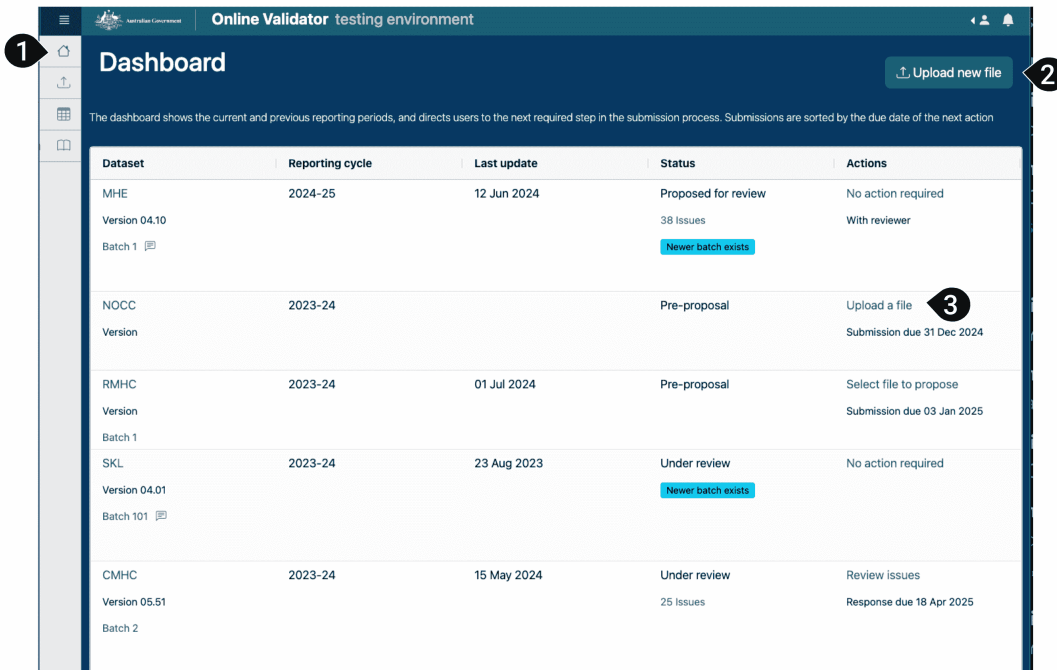 Australian Government
Online Validator testing environment
1
Dashboard
Upload new file
2
The dashboard shows the current and previous reporting periods, and directs users to the next required step in the submission process. Submissions are sorted by the due date of the next action
Dataset Reporting cycle Last update Status Actions
MHE 2024-25 12 Jun 2024 Proposed for review No action required
Version 04.10 38 Issues With reviewer
Batch 1 Newer batch exists
NOCC 2023-24 Pre-proposal Upload a file 3
Version Submission due 31 Dec 2024
RMHC 2023-24 01 Jul 2024 Pre-proposal Select file to propose
Version Submission due 03 Jan 2025
Batch 1
SKL 2023-24 23 Aug 2023 Under review No action required
Version 04.01 Newer batch exists
Batch 101
CMHC 2023-24 15 May 2024 Under review Review issues
Version 05.51 25 Issues Response due 18 Apr 2025
Batch 2